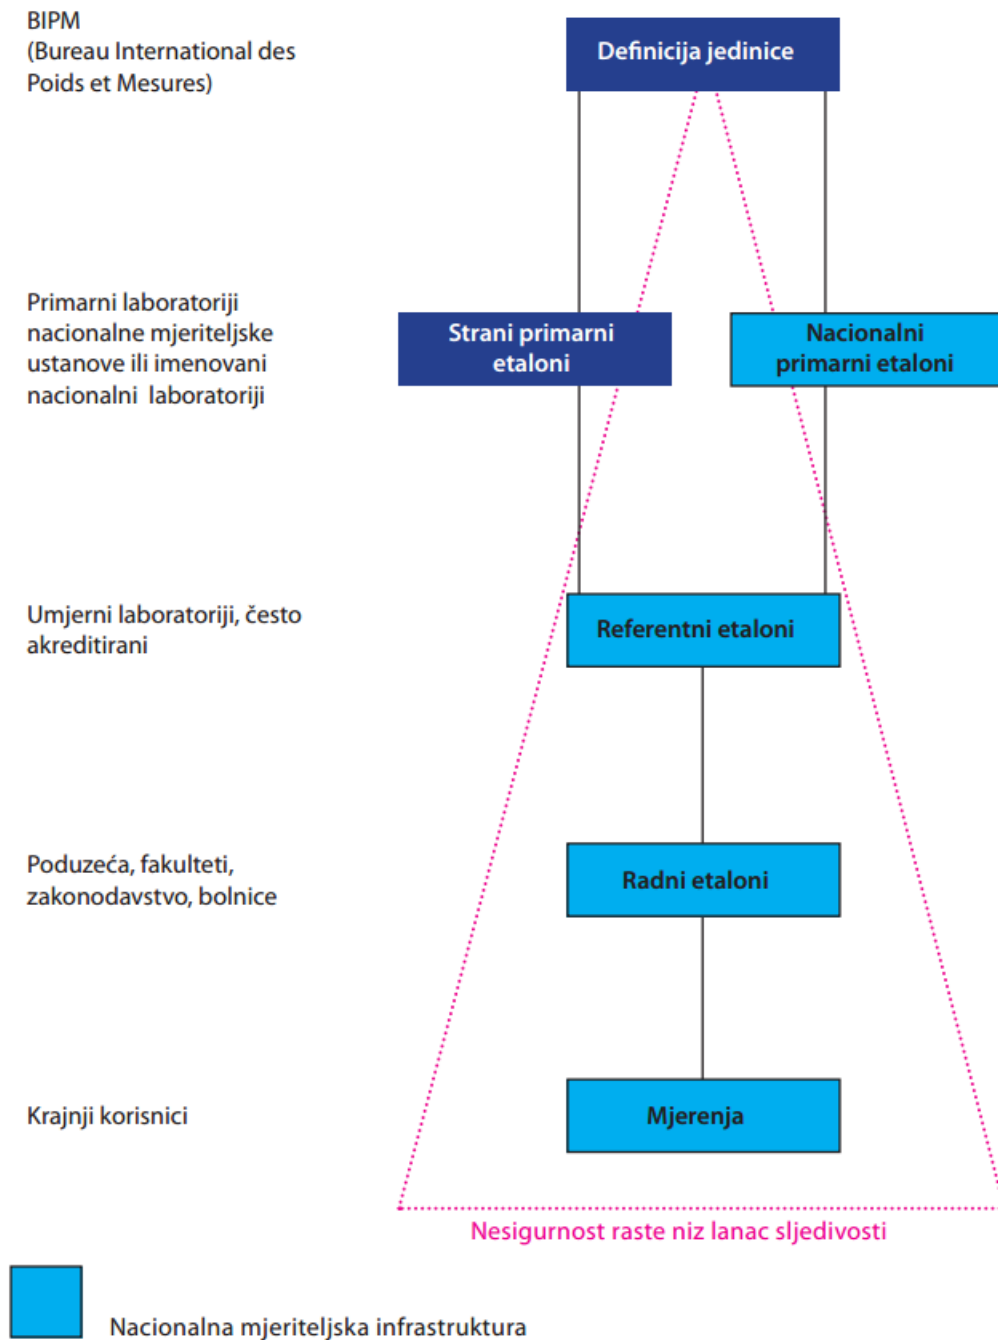 BIPM
(Bureau International des
Poids et Mesures)
Definicija jedinice
Primarni laboratoriji
nacionalne mjeriteljske
ustanove ili imenovani
nacionalni laboratoriji
Strani primarni
etaloni
Nacionalni
primarni etaloni
Umjerni laboratoriji, često
akreditirani
Referentni etaloni
Poduzeća, fakulteti,
zakonodavstvo, bolnice
Radni etaloni
Krajnji korisnici
Mjerenja
Nesigurnost raste niz lanac sljedivosti
Nacionalna mjeriteljska infrastruktura